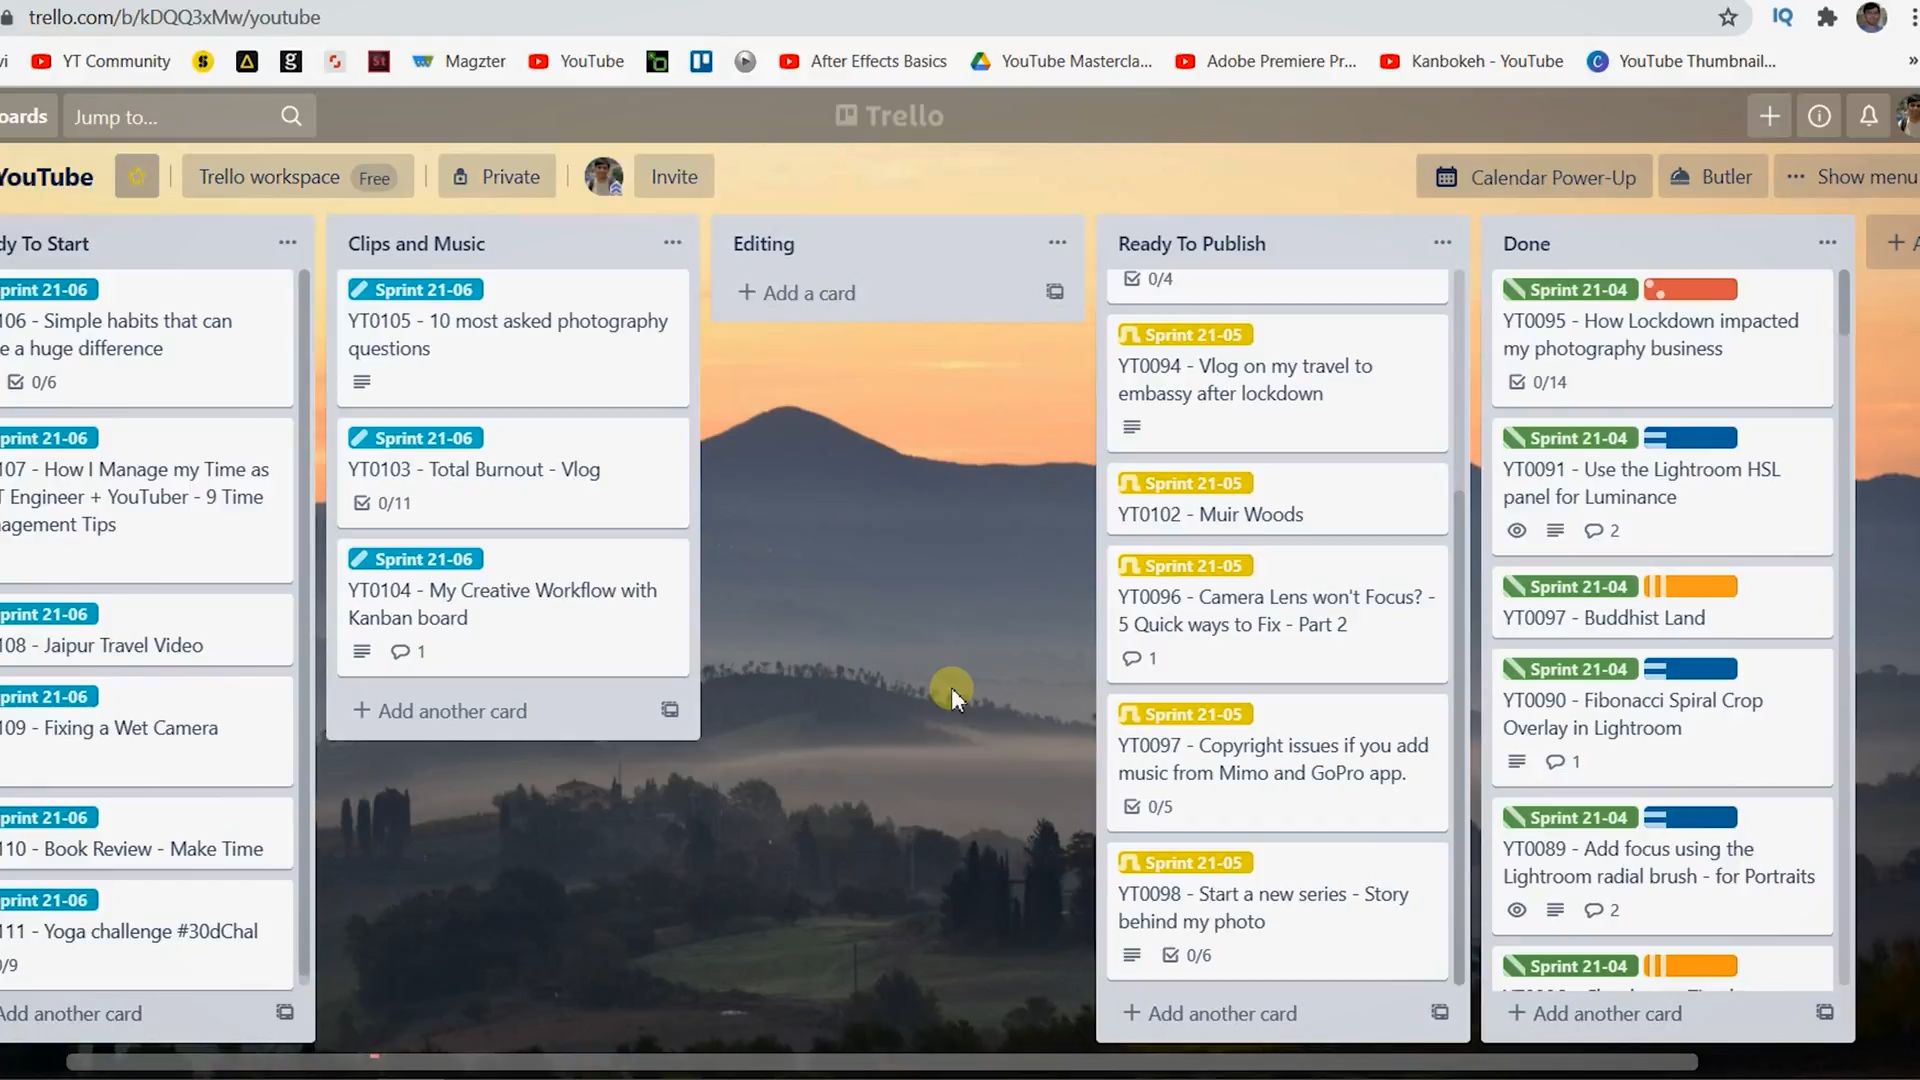 trello.com/b/kDQQ3xMw/youtube
vi
YT Community
Magzter
YouTube
After Effects Basics
YouTube Mastercla...
Adobe Premiere Pr...
Kanbokeh - YouTube
YouTube Thumbnail...
»
oards
Jump to...
Trello
YouTube
Trello workspace Free
Private
Invite
Calendar Power-Up
Butler
Show menu
dy To Start
print 21-06
106 - Simple habits that can
e a huge difference
0/6
print 21-06
107 - How I Manage my Time as
T Engineer + YouTuber - 9 Time
nagement Tips
print 21-06
108 - Jaipur Travel Video
print 21-06
109 - Fixing a Wet Camera
print 21-06
110 - Book Review - Make Time
print 21-06
111 - Yoga challenge #30dChal
0/9
Add another card
Clips and Music
Sprint 21-06
YT0105 - 10 most asked photography
questions
Sprint 21-06
YT0103 - Total Burnout - Vlog
0/11
Sprint 21-06
YT0104 - My Creative Workflow with
Kanban board
1
+ Add another card
Editing
+ Add a card
Ready To Publish
0/4
Sprint 21-05
YT0094 - Vlog on my travel to
embassy after lockdown
Sprint 21-05
YT0102 - Muir Woods
Sprint 21-05
YT0096 - Camera Lens won't Focus? -
5 Quick ways to Fix - Part 2
1
Sprint 21-05
YT0097 - Copyright issues if you add
music from Mimo and GoPro app.
0/5
Sprint 21-05
YT0098 - Start a new series - Story
behind my photo
0/6
+ Add another card
Done
Sprint 21-04
YT0095 - How Lockdown impacted
my photography business
0/14
Sprint 21-04
YT0091 - Use the Lightroom HSL
panel for Luminance
2
Sprint 21-04
YT0097 - Buddhist Land
Sprint 21-04
YT0090 - Fibonacci Spiral Crop
Overlay in Lightroom
1
Sprint 21-04
YT0089 - Add focus using the
Lightroom radial brush - for Portraits
2
Sprint 21-04
+ Add another card